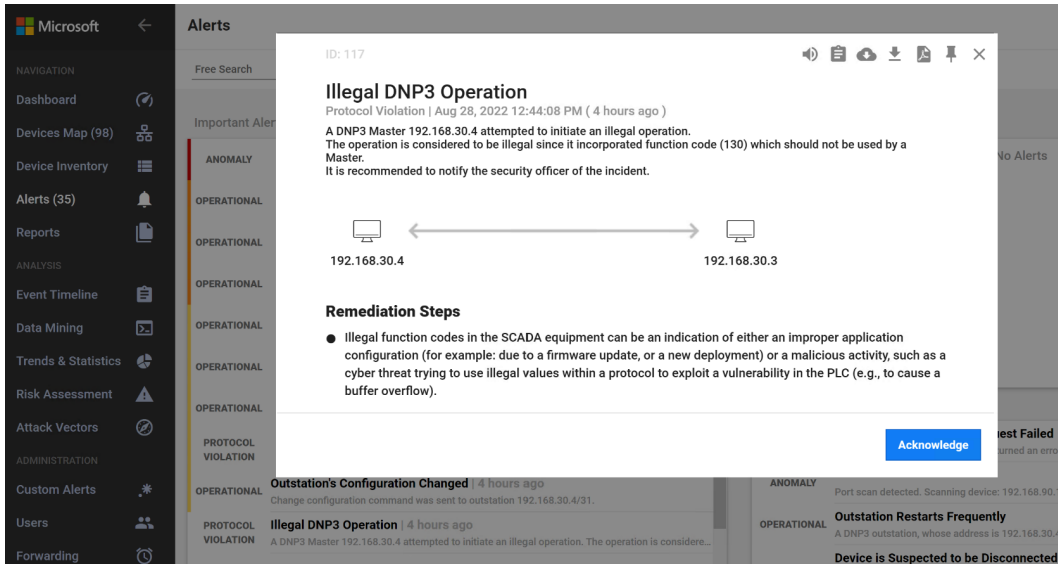 Microsoft
NAVIGATION
Dashboard
Devices Map (98)
Device Inventory
Alerts (35)
Reports
ANALYSIS
Event Timeline
Data Mining
Trends & Statistics
Risk Assessment
Attack Vectors
ADMINISTRATION
Custom Alerts
Users
Forwarding
Alerts
Free Search
Important Aler
ANOMALY
OPERATIONAL
OPERATIONAL
OPERATIONAL
OPERATIONAL
OPERATIONAL
OPERATIONAL
PROTOCOL
VIOLATION
ID: 117
Illegal DNP3 Operation
Protocol Violation | Aug 28, 2022 12:44:08 PM ( 4 hours ago )
A DNP3 Master 192.168.30.4 attempted to initiate an illegal operation.
The operation is considered to be illegal since it incorporated function code (130) which should not be used by a
Master.
It is recommended to notify the security officer of the incident.
192.168.30.4
192.168.30.3
Remediation Steps
Illegal function codes in the SCADA equipment can be an indication of either an improper application
configuration (for example: due to a firmware update, or a new deployment) or a malicious activity, such as a
cyber threat trying to use illegal values within a protocol to exploit a vulnerability in the PLC (e.g., to cause a
buffer overflow).
Acknowledge
No Alerts
OPERATIONAL
Outstation's Configuration Changed | 4 hours ago
Change configuration command was sent to outstation 192.168.30.4/31.
PROTOCOL
VIOLATION
Illegal DNP3 Operation | 4 hours ago
A DNP3 Master 192.168.30.4 attempted to initiate an illegal operation. The operation is considere...
est Failed
urned an erro
ANOMALY
Port scan detected. Scanning device: 192.168.90.
OPERATIONAL
Outstation Restarts Frequently
A DNP3 outstation, whose address is 192.168.30.4
Device is Suspected to be Disconnected